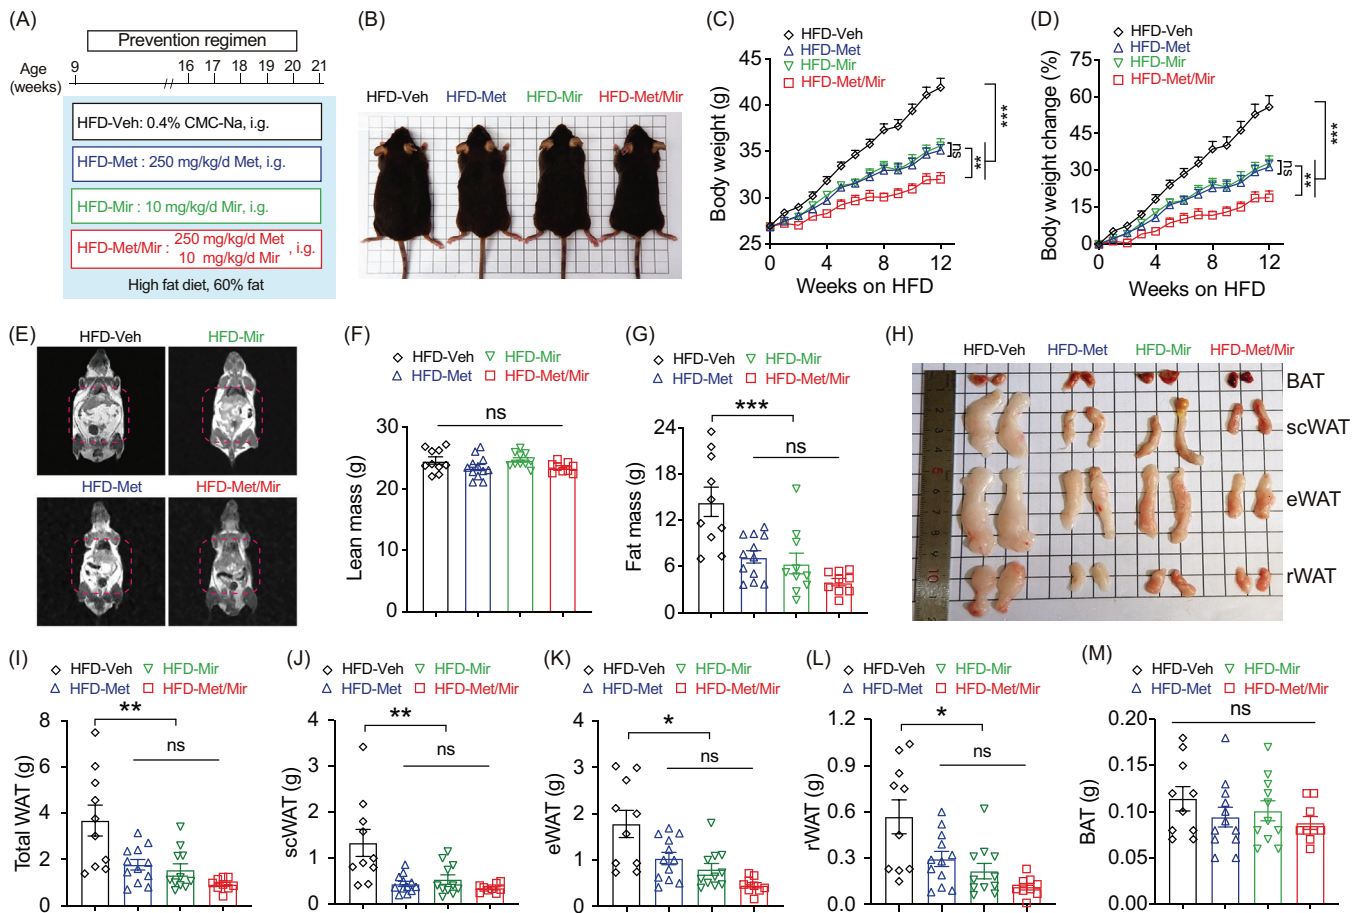 (A)
Prevention regimen
Age
(weeks)
9
16
17
18
19
20
21
HFD-Veh: 0.4% CMC-Na, i.g.
HFD-Met : 250 mg/kg/d Met, i.g.
HFD-Mir : 10 mg/kg/d Mir, i.g.
HFD-Met/Mir : 250 mg/kg/d Met
10 mg/kg/d Mir , i.g.
High fat diet, 60% fat
(B)
HFD-Veh HFD-Met HFD-Mir HFD-Met/Mir
(C)
HFD-Veh
HFD-Met
HFD-Mir
HFD-Met/Mir
Body weight (g)
45
40
35
30
25
0 4 8 12
Weeks on HFD
ns
**
***
(D)
HFD-Veh
HFD-Met
HFD-Mir
HFD-Met/Mir
Body weight change (%)
75
60
45
30
15
0
0 4 8 12
Weeks on HFD
ns
**
***
(E)
HFD-Veh HFD-Mir
HFD-Met HFD-Met/Mir
(F)
HFD-Veh HFD-Mir
HFD-Met HFD-Met/Mir
ns
Lean mass (g)
30
20
10
0
(G)
HFD-Veh HFD-Mir
HFD-Met HFD-Met/Mir
***
ns
Fat mass (g)
24
18
12
6
0
(H)
HFD-Veh HFD-Met HFD-Mir HFD-Met/Mir
BAT
scWAT
eWAT
rWAT
(I)
HFD-Veh HFD-Mir
HFD-Met HFD-Met/Mir
**
ns
Total WAT (g)
8
6
4
2
0
(J)
HFD-Veh HFD-Mir
HFD-Met HFD-Met/Mir
**
ns
scWAT (g)
4
3
2
1
0
(K)
HFD-Veh HFD-Mir
HFD-Met HFD-Met/Mir
*
ns
eWAT (g)
4
3
2
1
0
(L)
HFD-Veh HFD-Mir
HFD-Met HFD-Met/Mir
*
ns
rWAT (g)
1.2
0.9
0.6
0.3
0.0
(M)
HFD-Veh HFD-Mir
HFD-Met HFD-Met/Mir
ns
BAT (g)
0.20
0.15
0.10
0.05
0.00